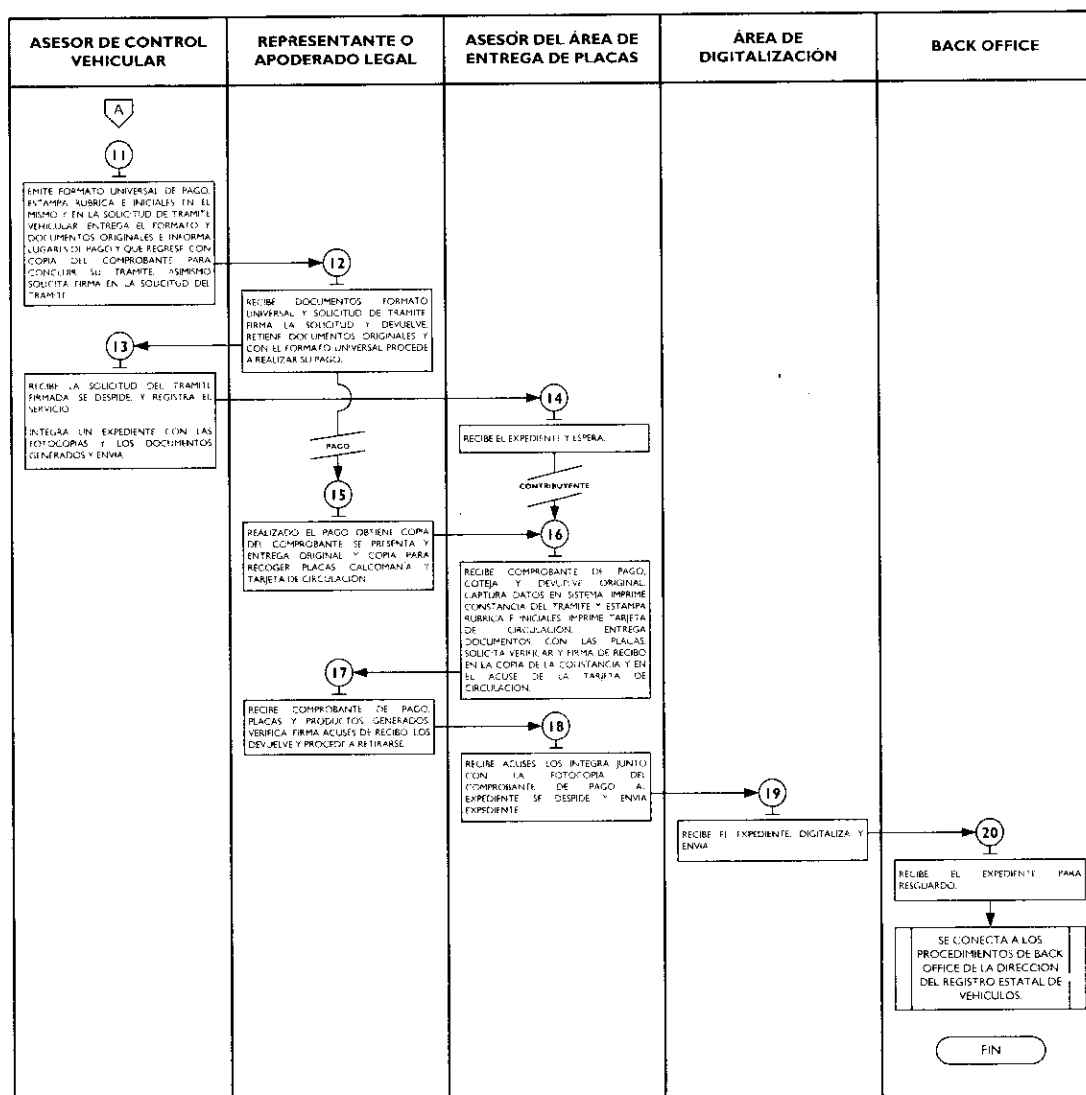 ASESOR DE CONTROL
VEHICULAR
REPRESENTANTE O
APODERADO LEGAL
ASESOR DEL ÁREA DE
ENTREGA DE PLACAS
ÁREA DE
DIGITALIZACIÓN
BACK OFFICE
A
11
EMITE FORMATO UNIVERSAL DE PAGO,
ESTAMPA RUBRICA E INICIALES EN EL
MISMO Y EN LA SOLICITUD DE TRAMITE
VEHICULAR ENTREGA EL FORMATO Y
DOCUMENTOS ORIGINALES E INFORMA
LUGARES DE PAGO Y QUE REGRESE CON
COPIA DEL COMPROBANTE PARA
CONCLUIR SU TRAMITE. ASIMISMO
SOLICITA FIRMA EN LA SOLICITUD DEL
TRAMITE
12
RECIBE DOCUMENTOS FORMATO
UNIVERSAL Y SOLICITUD DE TRAMITE
FIRMA LA SOLICITUD Y DEVUELVE.
RETIENE DOCUMENTOS ORIGINALES Y
CON EL FORMATO UNIVERSAL PROCEDE
A REALIZAR SU PAGO.
13
RECIBE LA SOLICITUD DEL TRAMITE
FIRMADA SE DESPIDE, Y REGISTRA EL
SERVICIO
INTEGRA UN EXPEDIENTE CON LAS
FOTOCOPIAS Y LOS DOCUMENTOS
GENERADOS Y ENVIA
14
RECIBE EL EXPEDIENTE Y ESPERA.
PAGO
CONTRIBUYENTE
15
REALIZADO EL PAGO OBTIENE COPIA
DEL COMPROBANTE SE PRESENTA Y
ENTREGA ORIGINAL Y COPIA PARA
RECOGER PLACAS CALCOMANÍA Y
TARJETA DE CIRCULACIÓN
16
RECIBE COMPROBANTE DE PAGO,
COTEJA Y DEVUELVE ORIGINAL,
CAPTURA DATOS EN SISTEMA IMPRIME
CONSTANCIA DEL TRAMITE Y ESTAMPA
RUBRICA E INICIALES IMPRIME TARJETA
DE CIRCULACIÓN. ENTREGA
DOCUMENTOS CON LAS PLACAS,
SOLICITA VERIFICAR Y FIRMA DE RECIBO
EN LA COPIA DE LA CONSTANCIA Y EN
EL ACUSE DE LA TARJETA DE
CIRCULACION.
17
RECIBE COMPROBANTE DE PAGO,
PLACAS Y PRODUCTOS GENERADOS
VERIFICA FIRMA ACUSES DE RECIBO LOS
DEVUELVE Y PROCEDE A RETIRARSE
18
RECIBE ACUSES LOS INTEGRA JUNTO
CON LA FOTOCOPIA DEL
COMPROBANTE DE PAGO AL
EXPEDIENTE SE DESPIDE Y ENVIA
EXPEDIENTE
19
RECIBE EL EXPEDIENTE. DIGITALIZA Y
ENVIA
20
RECIBE EL EXPEDIENTE PARA
RESGUARDO.
SE CONECTA A LOS
PROCEDIMIENTOS DE BACK
OFFICE DE LA DIRECCION
DEL REGISTRO ESTATAL DE
VEHICULOS.
FIN